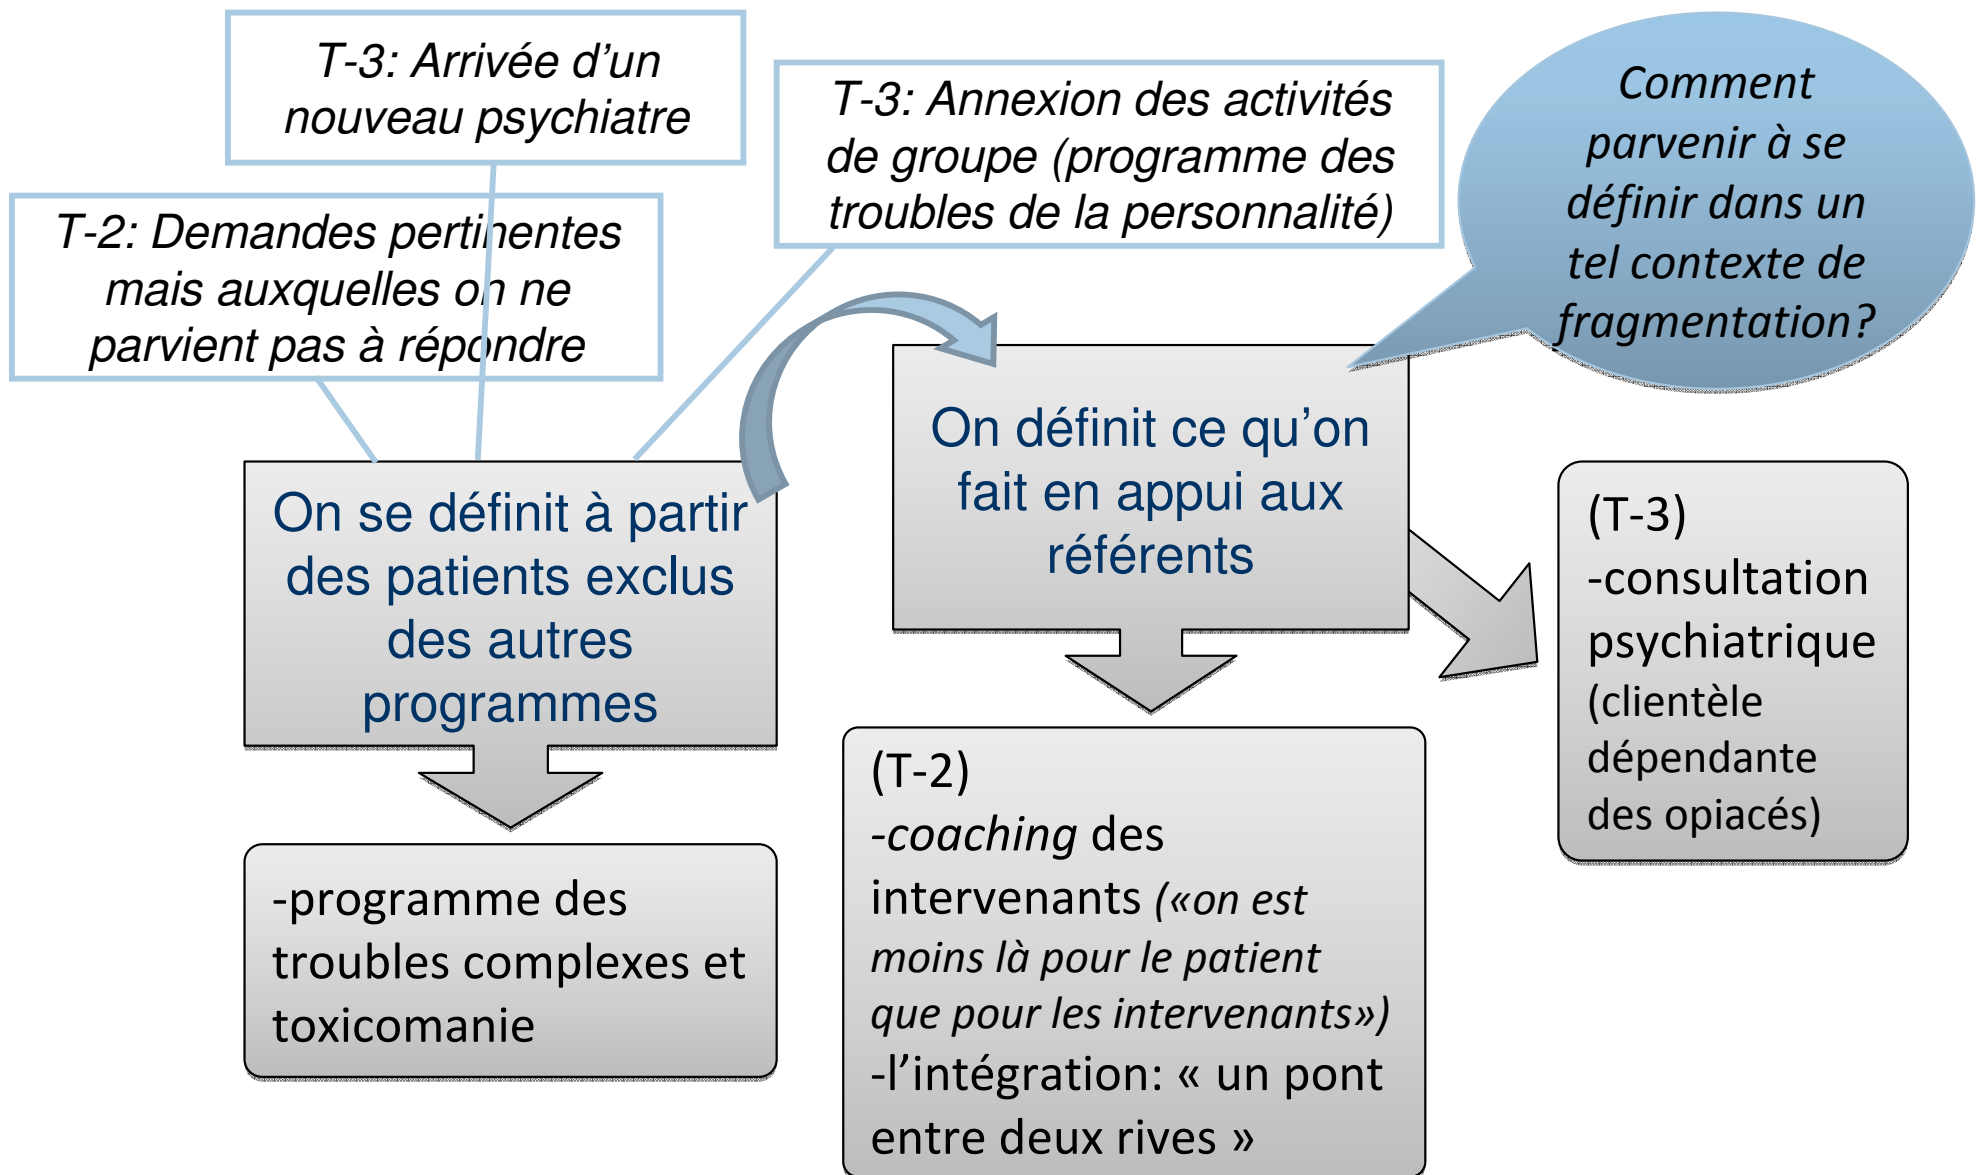 T-3: Arrivée d’un
nouveau psychiatre
T-2: Demandes pertinentes
mais auxquelles on ne
parvient pas à répondre
T-3: Annexion des activités
de groupe (programme des
troubles de la personnalité)
Comment
parvenir à se
définir dans un
tel contexte de
fragmentation?
On se définit à partir
des patients exclus
des autres
programmes
On définit ce qu’on
fait en appui aux
référents
-programme des
troubles complexes et
toxicomanie
(T-2)
-coaching des
intervenants («on est
moins là pour le patient
que pour les intervenants»)
-l’intégration: « un pont
entre deux rives »
(T-3)
-consultation
psychiatrique
(clientèle
dépendante
des opiacés)